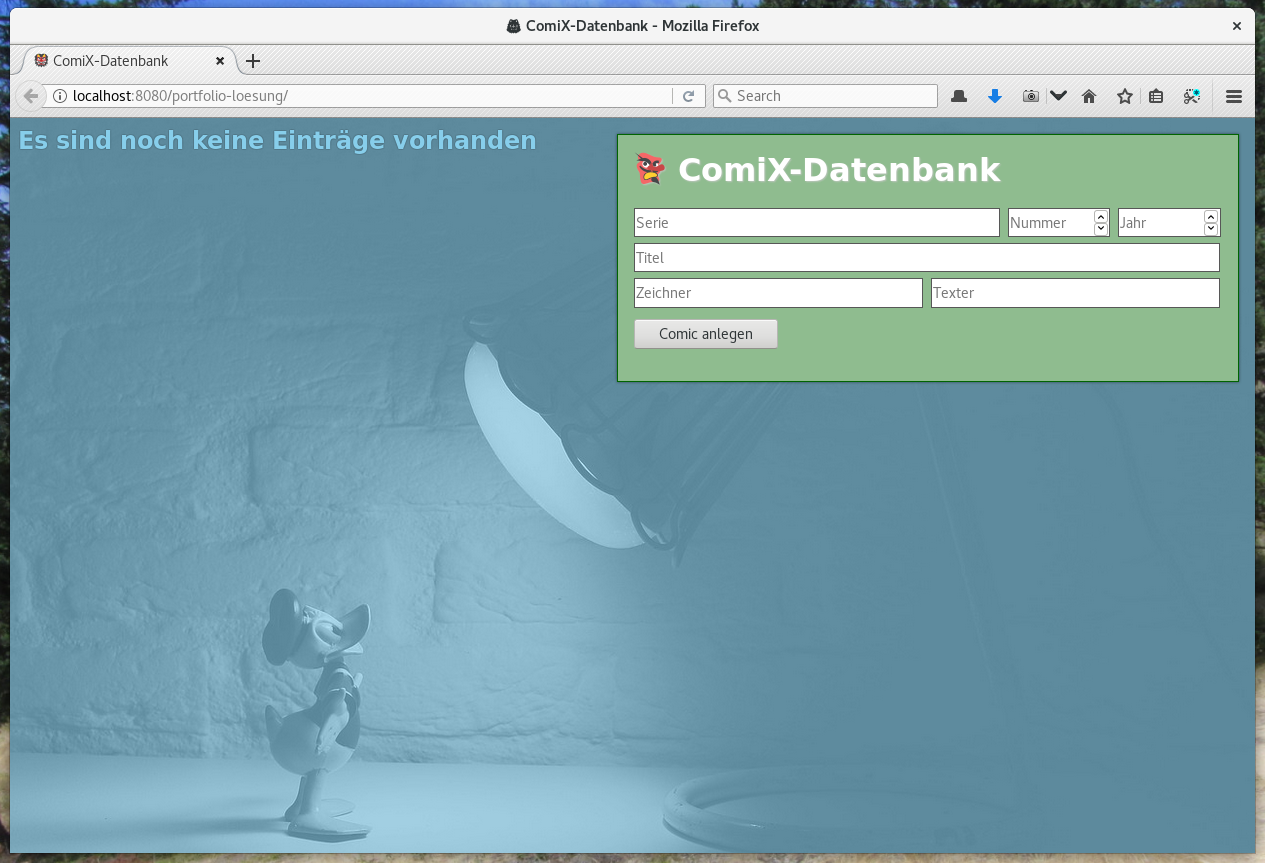 ComiX-Datenbank - Mozilla Firefox
ComiX-Datenbank
localhost:8080/portfolio-loesung/
Search
Es sind noch keine Einträge vorhanden
ComiX-Datenbank
Serie Nummer Jahr
Titel
Zeichner Texter
Comic anlegen